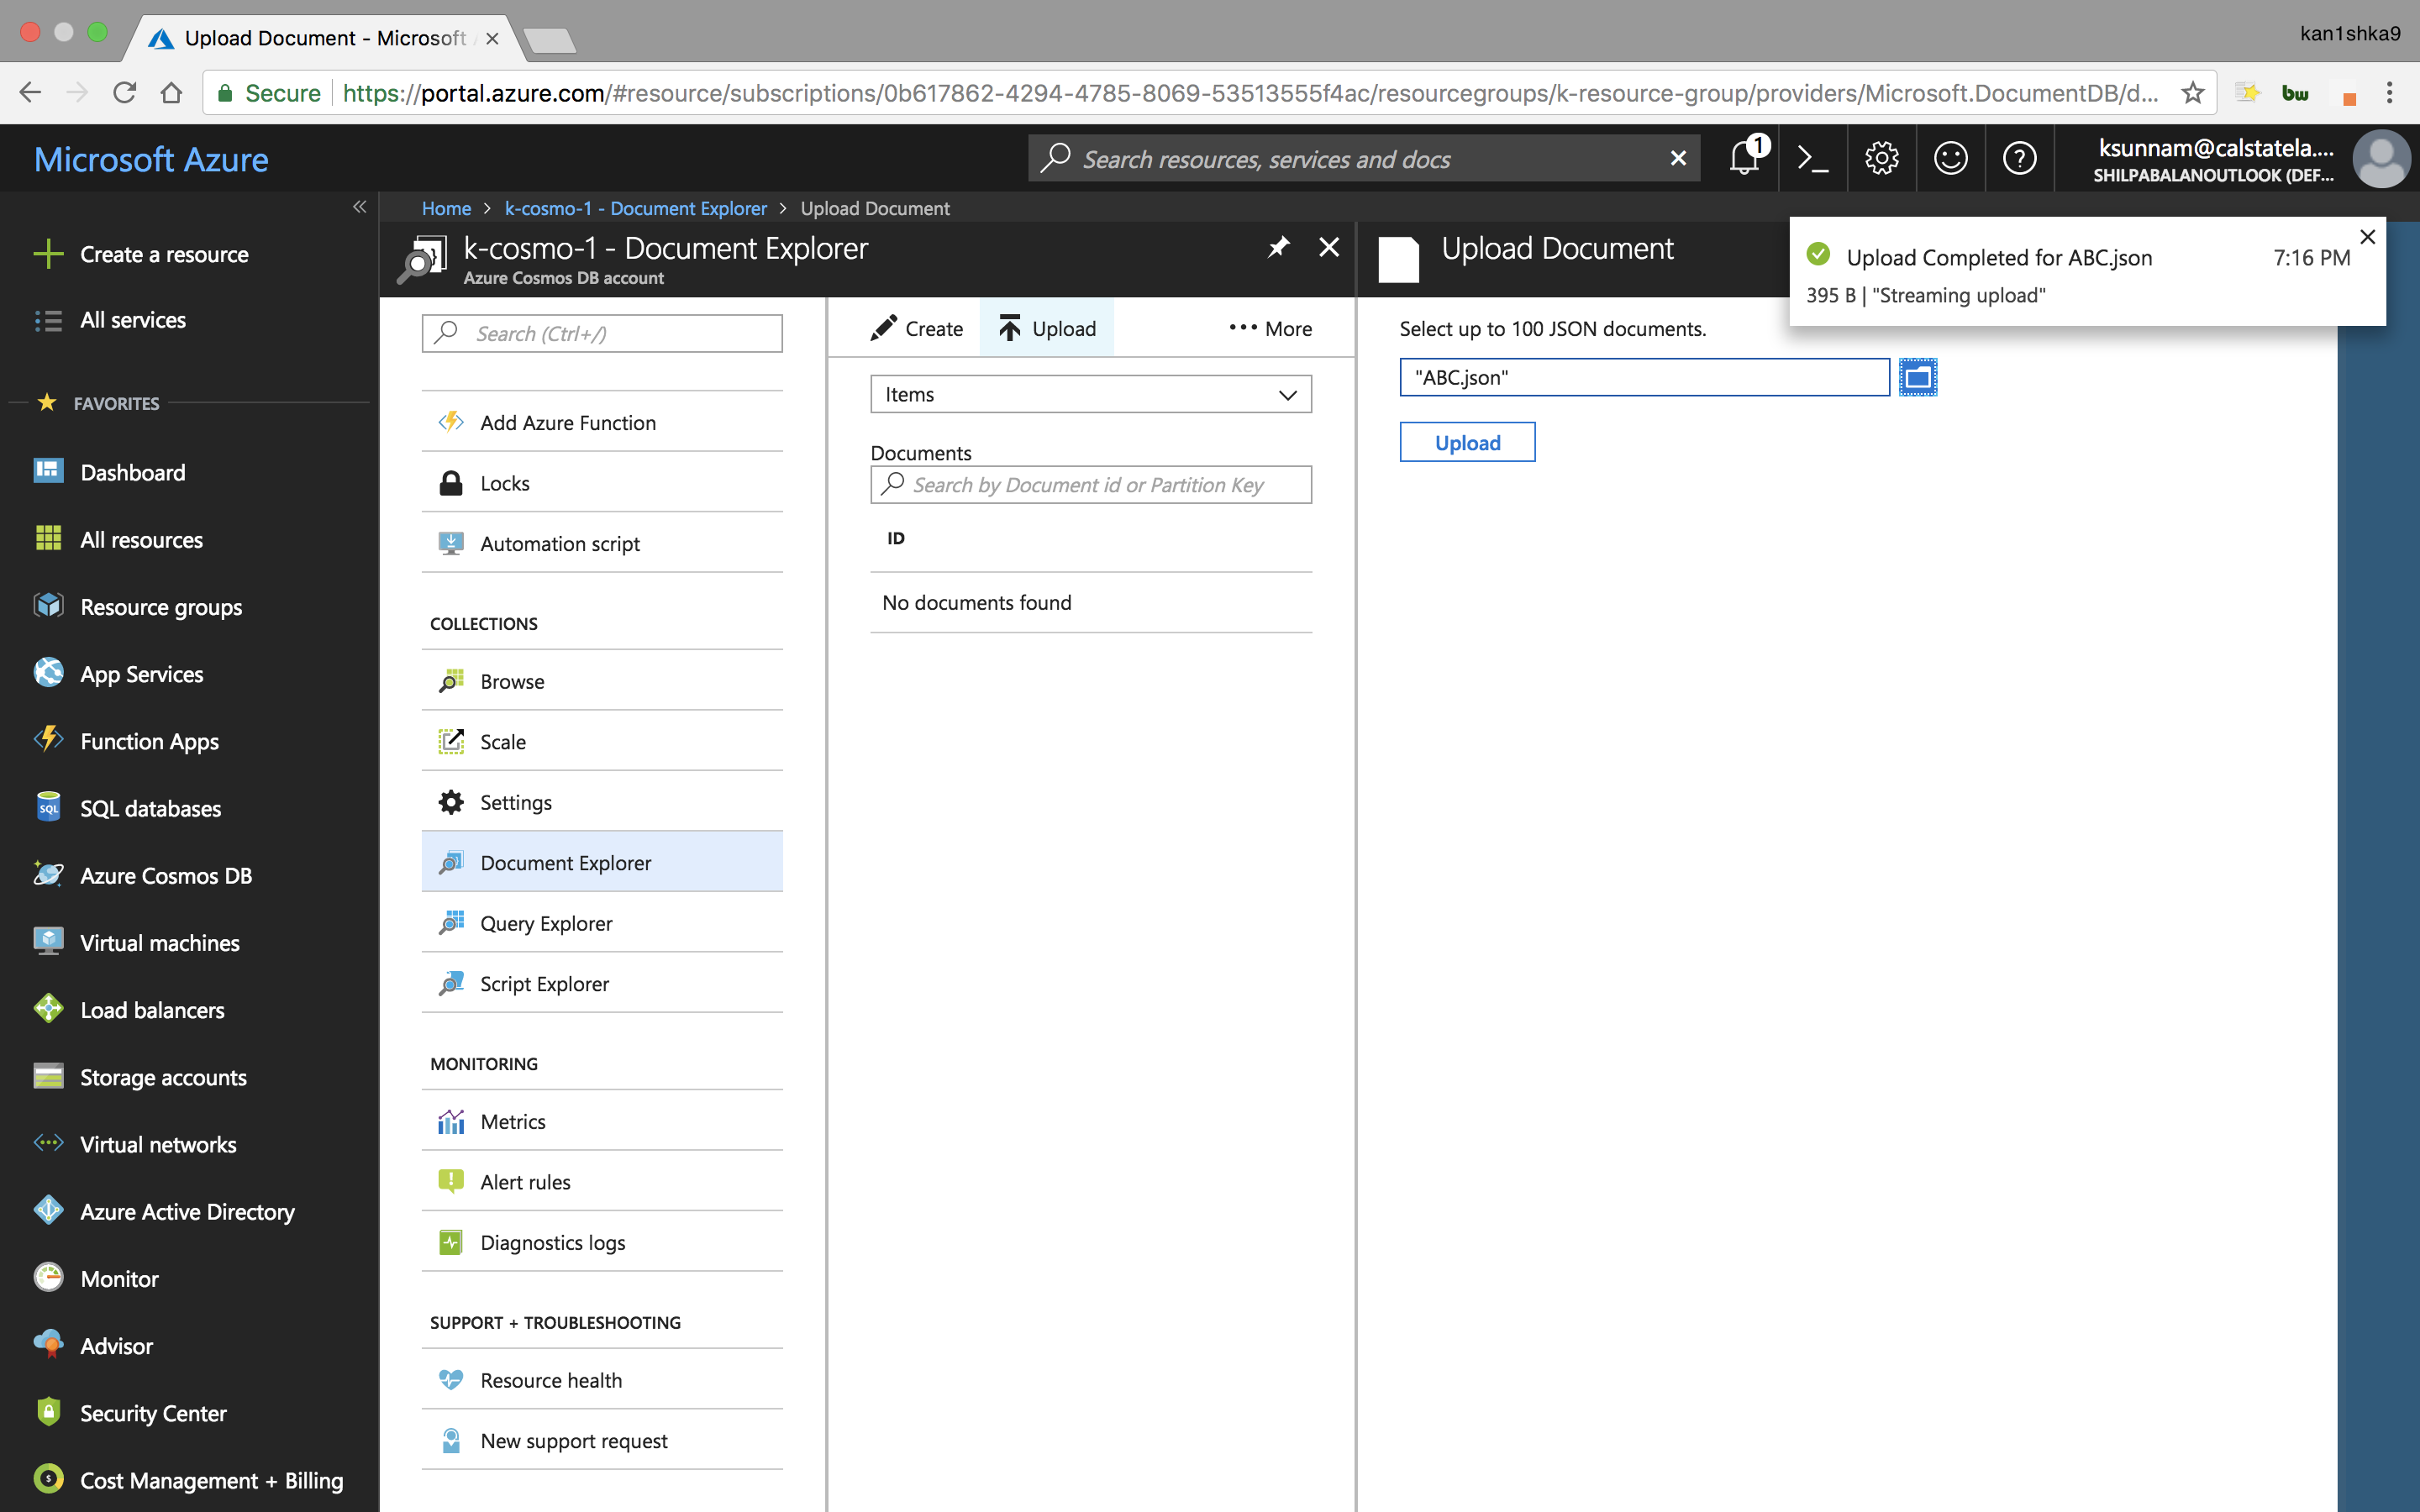 Upload Document - Microsoft
kan1shka9
Secure https://portal.azure.com/#resource/subscriptions/0b617862-4294-4785-8069-53513555f4ac/resourcegroups/k-resource-group/providers/Microsoft.DocumentDB/d...
bw
Microsoft Azure
Search resources, services and docs
1
ksunnam@calstatela....
SHILPABALANOUTLOOK (DEF...
Create a resource
All services
FAVORITES
Dashboard
All resources
Resource groups
App Services
Function Apps
SQL
SQL databases
Azure Cosmos DB
Virtual machines
Load balancers
Storage accounts
Virtual networks
Azure Active Directory
Monitor
Advisor
Security Center
Cost Management + Billing
Home > k-cosmo-1 - Document Explorer > Upload Document
k-cosmo-1 - Document Explorer
Azure Cosmos DB account
Search (Ctrl+/)
Add Azure Function
Locks
Automation script
COLLECTIONS
Browse
Scale
Settings
Document Explorer
Query Explorer
Script Explorer
MONITORING
Metrics
Alert rules
Diagnostics logs
SUPPORT + TROUBLESHOOTING
Resource health
New support request
Create
Upload
More
Items
Documents
Search by Document id or Partition Key
ID
No documents found
Upload Document
Select up to 100 JSON documents.
"ABC.json"
Upload
Upload Completed for ABC.json 7:16 PM
395 B | "Streaming upload"